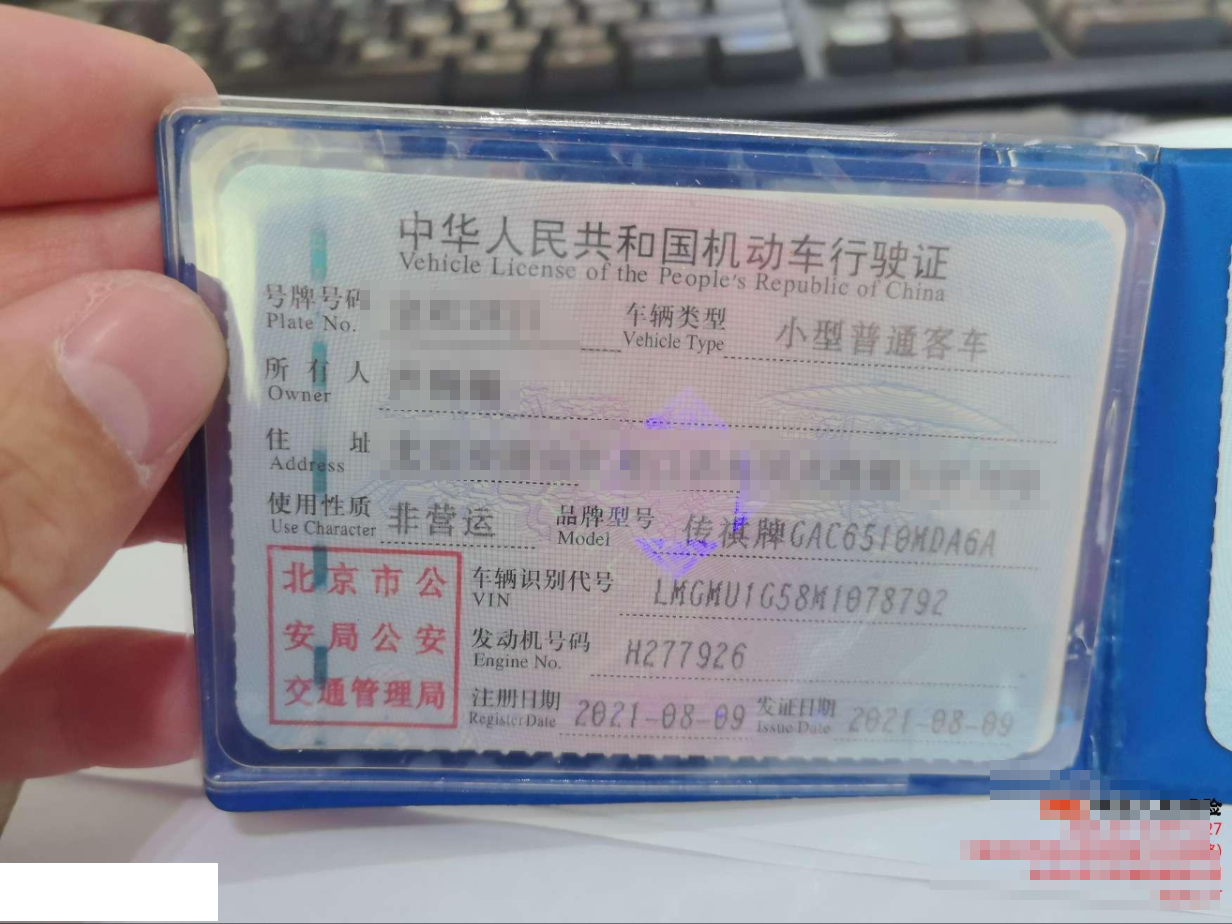 中华人民共和国机动车行驶证
Vehicle License of the People's Republic of China
号牌号码
Plate No.
车辆类型 小型普通客车
Vehicle Type
所有人
Owner
住址
Address
使用性质 非营运
Use Character
品牌型号 传祺牌GAC6510MDA6A
Model
北京市公
安局公安
交通管理局
车辆识别代号 LMGMU1G58M1078792
VIN
发动机号码 H277926
Engine No.
注册日期 2021-08-09
Register Date
发证日期 2021-08-09
Issue Date